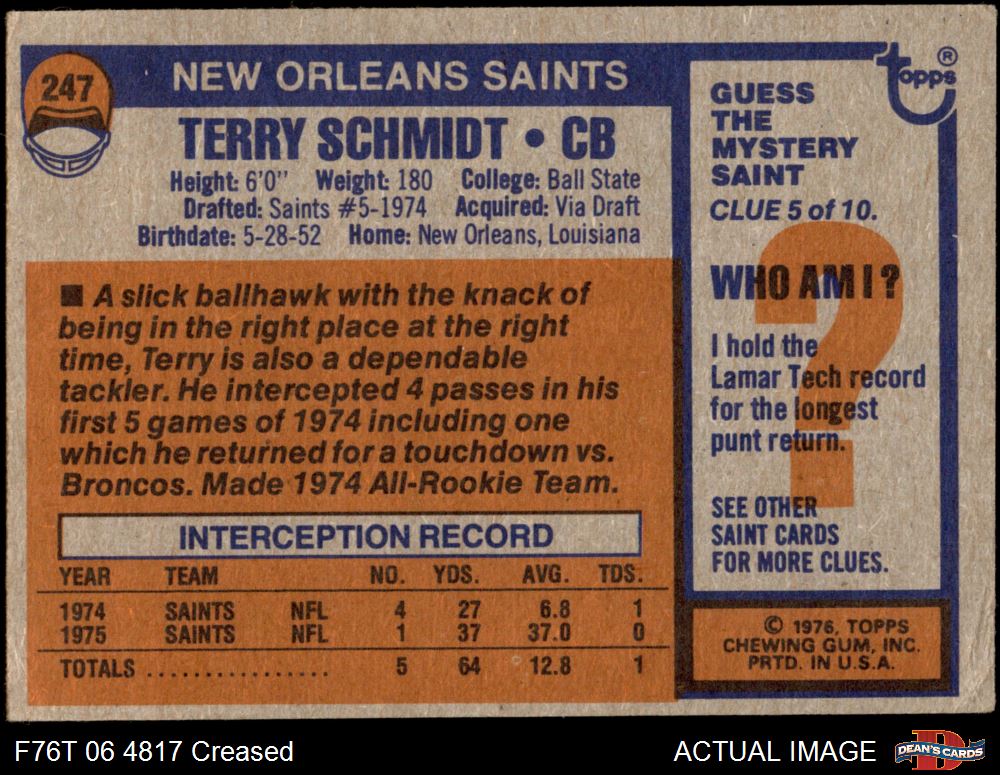 247
NEW ORLEANS SAINTS
TERRY SCHMIDT • CB
Height: 6'0" Weight: 180 College: Ball State
Drafted: Saints #5-1974 Acquired: Via Draft
Birthdate: 5-28-52 Home: New Orleans, Louisiana
■ A slick ballhawk with the knack of
being in the right place at the right
time, Terry is also a dependable
tackler. He intercepted 4 passes in his
first 5 games of 1974 including one
which he returned for a touchdown vs.
Broncos. Made 1974 All-Rookie Team.
INTERCEPTION RECORD
YEAR TEAM NO. YDS. AVG. TDS.
1974 SAINTS NFL 4 27 6.8 1
1975 SAINTS NFL 1 37 37.0 0
TOTALS ................ 5 64 12.8 1
topps®
GUESS
THE
MYSTERY
SAINT
CLUE 5 of 10.
?
WHO AM I?
I hold the
Lamar Tech record
for the longest
punt return.
SEE OTHER
SAINT CARDS
FOR MORE CLUES.
© 1976, TOPPS
CHEWING GUM, INC.
PRTD. IN U.S.A.
F76T 06 4817 Creased
ACTUAL IMAGE
D
DEAN'S CARDS